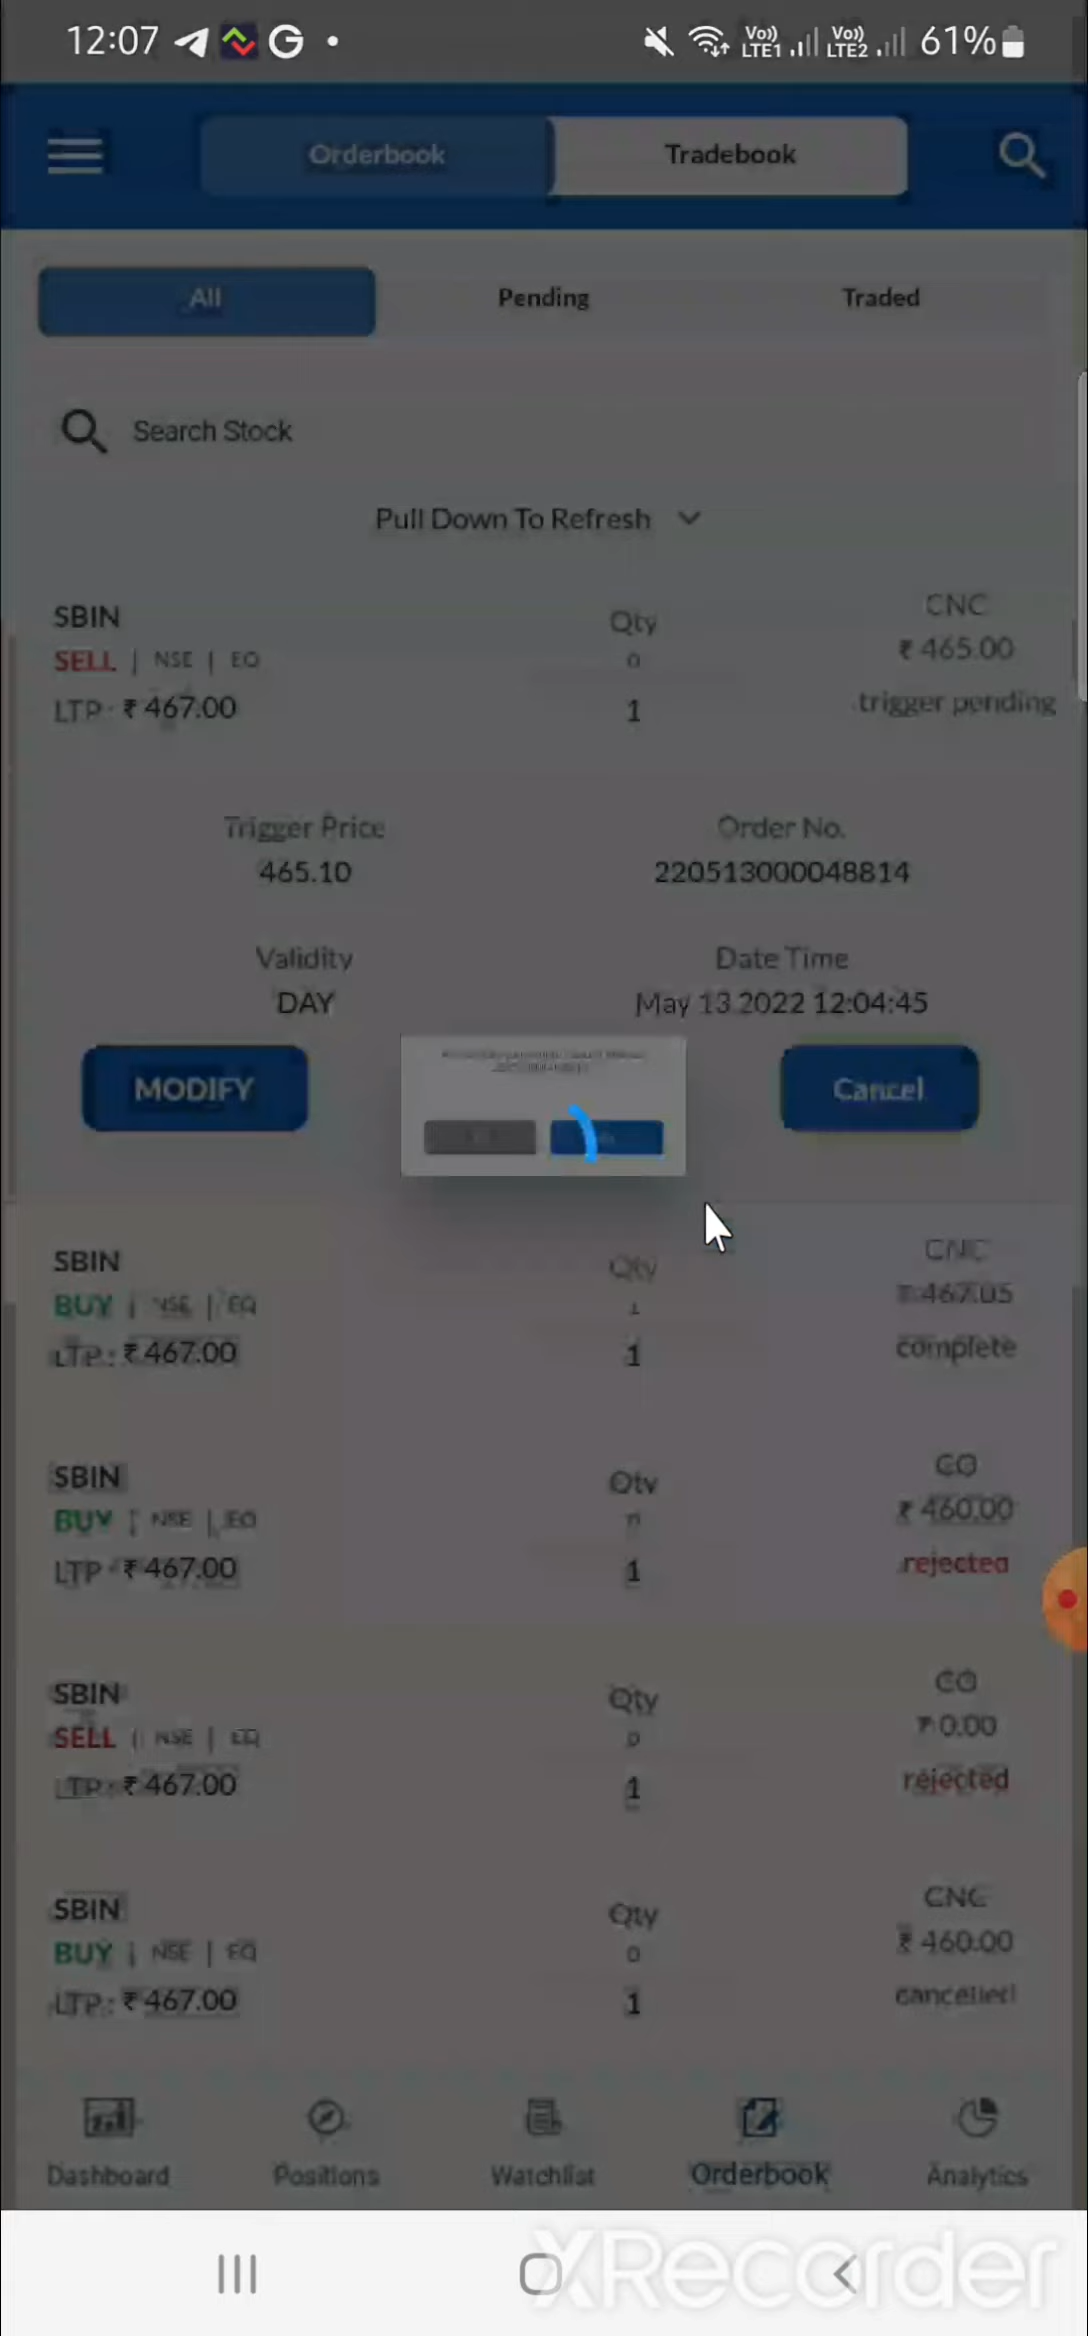 12:07 G • Vo)) LTE1 Vo)) LTE2 61%
Orderbook Tradebook
All Pending Traded
Search Stock
Pull Down To Refresh
SBIN Qty CNC
SELL | NSE | EQ 0 ₹ 465.00
LTP: ₹ 467.00 1 trigger pending
Trigger Price Order No.
465.10 220513000048814
Validity Date Time
DAY May 13 2022 12:04:45
MODIFY Cancel
SBIN Qty CNC
BUY | NSE | EQ 1 ₹ 467.05
LTP: ₹ 467.00 1 complete
SBIN Qty CO
BUY | NSE | EQ 0 ₹ 460.00
LTP: ₹ 467.00 1 rejected
SBIN Qty CO
SELL | NSE | EQ 0 ₹ 0.00
LTP: ₹ 467.00 1 rejected
SBIN Qty CNC
BUY | NSE | EQ 0 ₹ 460.00
LTP: ₹ 467.00 1 cancelled
Dashboard Positions Watchlist Orderbook Analytics
XRecorder